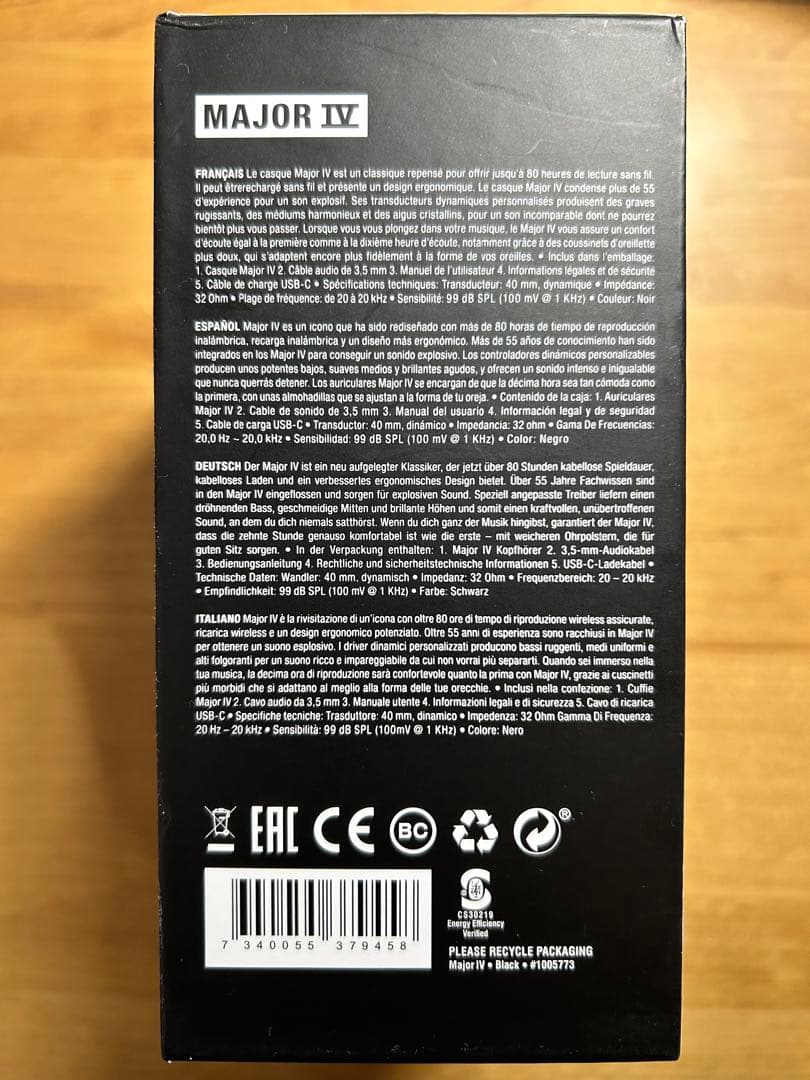 MAJOR IV
FRANÇAIS Le casque Major IV est un classique repensé pour offrir jusqu'à 80 heures de lecture sans fil.
Il peut êtrerechargé sans fil et présente un design ergonomique. Le casque Major IV condense plus de 55
d'expérience pour un son explosif. Ses transducteurs dynamiques personnalisés produisent des graves
rugissants, des médiums harmonieux et des aigus cristallins, pour un son incomparable dont ne pourrez
bientôt plus vous passer. Lorsque vous vous plongez dans votre musique, le Major IV vous assure un confort
d'écoute égal à la première comme à la dixième heure d'écoute, notamment grâce à des coussinets d'oreillette
plus doux, qui s'adaptent encore plus fidèlement à la forme de vos oreilles. • Inclus dans l'emballage:
1. Casque Major IV 2. Câble audio de 3,5 mm 3. Manuel de l'utilisateur 4. Informations légales et de sécurité
5. Câble de charge USB-C • Spécifications techniques: Transducteur: 40 mm, dynamique • Impédance:
32 Ohm • Plage de fréquence: de 20 à 20 kHz • Sensibilité: 99 dB SPL (100 mV @ 1 KHz) • Couleur: Noir
ESPAÑOL Major IV es un icono que ha sido rediseñado con más de 80 horas de tiempo de reproducción
inalámbrica, recarga inalámbrica y un diseño más ergonómico. Más de 55 años de conocimiento han sido
integrados en los Major IV para conseguir un sonido explosivo. Los controladores dinámicos personalizables
producen unos potentes bajos, suaves medios y brillantes agudos, y ofrecen un sonido intenso e inigualable
que nunca querrás detener. Los auriculares Major IV se encargan de que la décima hora sea tan cómoda como
la primera, con unas almohadillas que se ajustan a la forma de tu oreja. • Contenido de la caja: 1. Auriculares
Major IV 2. Cable de sonido de 3,5 mm 3. Manual del usuario 4. Información legal y de seguridad
5. Cable de carga USB-C • Transductor: 40 mm, dinámico • Impedancia: 32 ohm • Gama De Frecuencias:
20,0 Hz ~ 20,0 kHz • Sensibilidad: 99 dB SPL (100 mV @ 1 KHz) • Color: Negro
DEUTSCH Der Major IV ist ein neu aufgelegter Klassiker, der jetzt über 80 Stunden kabellose Spieldauer,
kabelloses Laden und ein verbessertes ergonomisches Design bietet. Über 55 Jahre Fachwissen sind
in den Major IV eingeflossen und sorgen für explosiven Sound. Speziell angepasste Treiber liefern einen
dröhnenden Bass, geschmeidige Mitten und brillante Höhen und somit einen kraftvollen, unübertroffenen
Sound, an dem du dich niemals satthörst. Wenn du dich ganz der Musik hingibst, garantiert der Major IV,
dass die zehnte Stunde genauso komfortabel ist wie die erste – mit weicheren Ohrpolstern, die für
guten Sitz sorgen. • In der Verpackung enthalten: 1. Major IV Kopfhörer 2. 3,5-mm-Audiokabel
3. Bedienungsanleitung 4. Rechtliche und sicherheitstechnische Informationen 5. USB-C-Ladekabel •
Technische Daten: Wandler: 40 mm, dynamisch • Impedanz: 32 Ohm • Frequenzbereich: 20 – 20 kHz
• Empfindlichkeit: 99 dB SPL (100 mV @ 1 KHz) • Farbe: Schwarz
ITALIANO Major IV è la rivisitazione di un'icona con oltre 80 ore di tempo di riproduzione wireless assicurate,
ricarica wireless e un design ergonomico potenziato. Oltre 55 anni di esperienza sono racchiusi in Major IV
per ottenere un suono esplosivo. I driver dinamici personalizzati producono bassi ruggenti, medi uniformi e
alti folgoranti per un suono ricco e impareggiabile da cui non vorrai più separarti. Quando sei immerso nella
tua musica, la decima ora di riproduzione sarà confortevole quanto la prima con Major IV, grazie ai cuscinetti
più morbidi che si adattano al meglio alla forma delle tue orecchie. • Inclusi nella confezione: 1. Cuffie
Major IV 2. Cavo audio da 3,5 mm 3. Manuale utente 4. Informazioni legali e di sicurezza 5. Cavo di ricarica
USB-C • Specifiche tecniche: Trasduttore: 40 mm, dinamico • Impedenza: 32 Ohm Gamma Di Frequenza:
20 Hz – 20 kHz • Sensibilità: 99 dB SPL (100mV @ 1 KHz) • Colore: Nero
EAC CE BC ®
7 340055 379458
CS30219
Energy Efficiency
Verified
PLEASE RECYCLE PACKAGING
Major IV • Black • #1005773